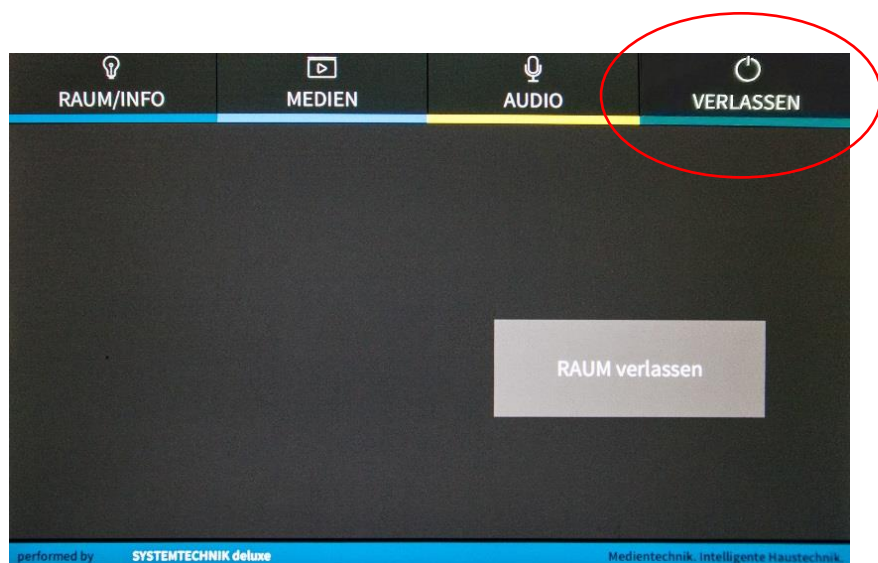 RAUM/INFO MEDIEN AUDIO VERLASSEN
RAUM verlassen
performed by SYSTEMTECHNIK deluxe Medientechnik. Intelligente Haustechnik.